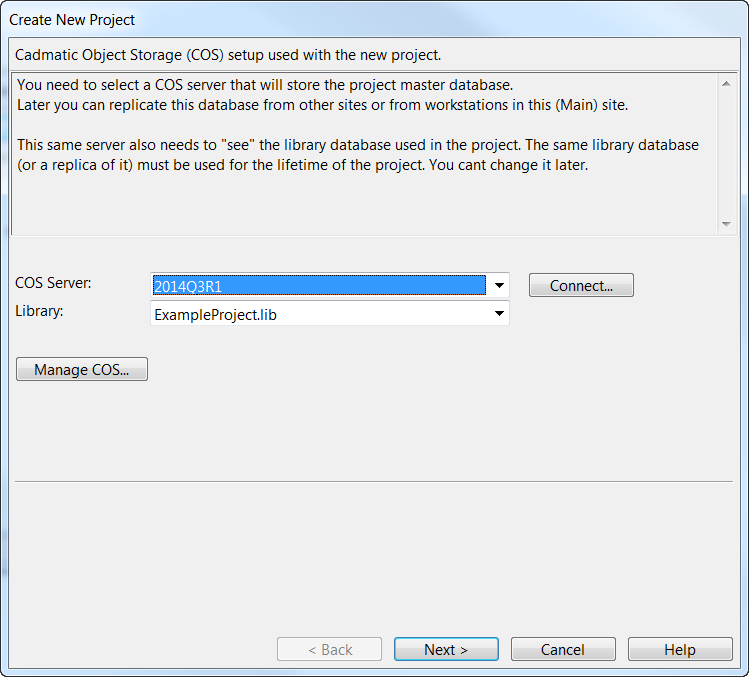 Create New Project
Cadmatic Object Storage (COS) setup used with the new project.
You need to select a COS server that will store the project master database.
Later you can replicate this database from other sites or from workstations in this (Main) site.
This same server also needs to "see" the library database used in the project. The same library database
(or a replica of it) must be used for the lifetime of the project. You cant change it later.
COS Server:
2014Q3R1
Connect...
Library:
ExampleProject.lib
Manage COS...
< Back
Next >
Cancel
Help